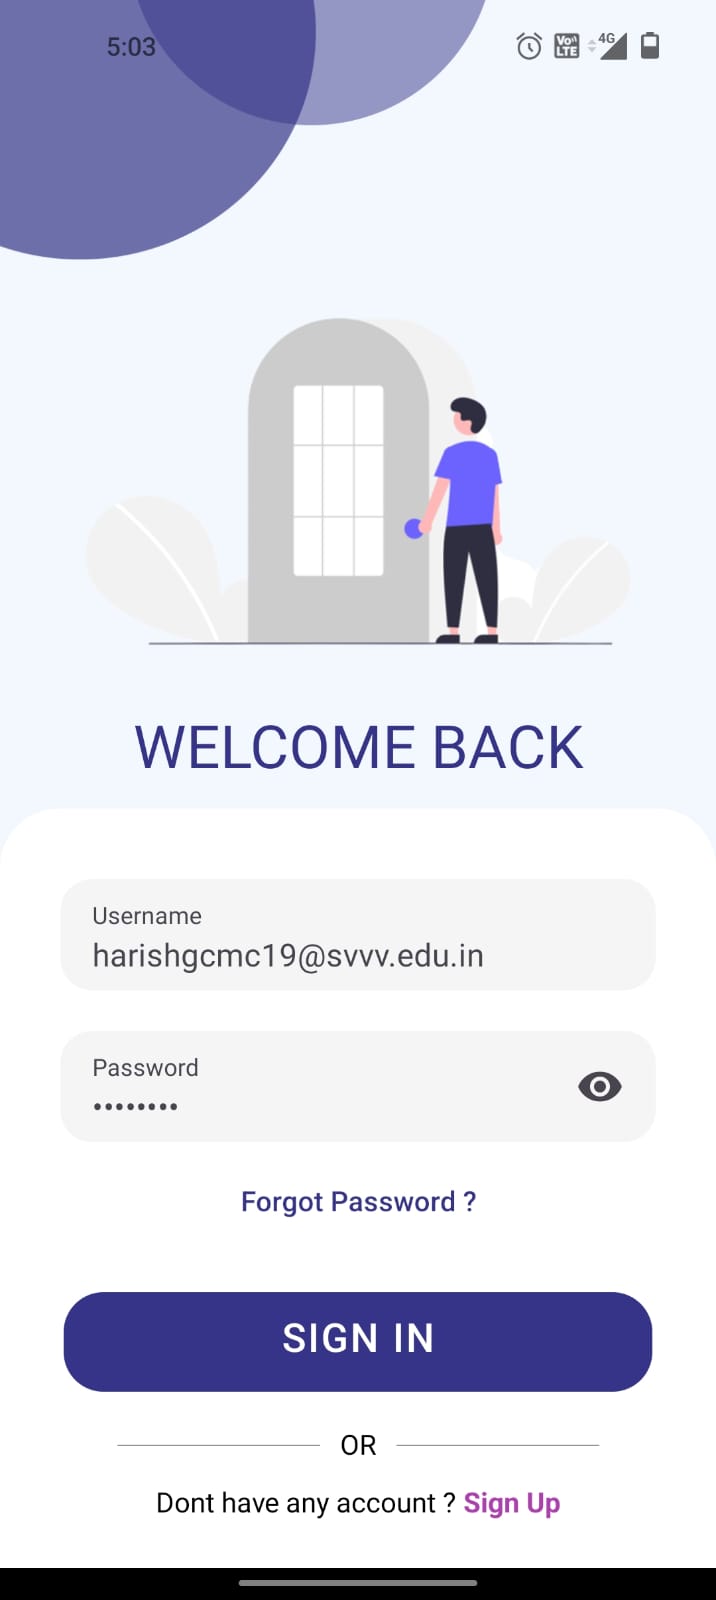 5:03
Vo)) LTE 4G
WELCOME BACK
Username
harishgcmc19@svvv.edu.in
Password
••••••••
Forgot Password ?
SIGN IN
OR
Dont have any account ? Sign Up